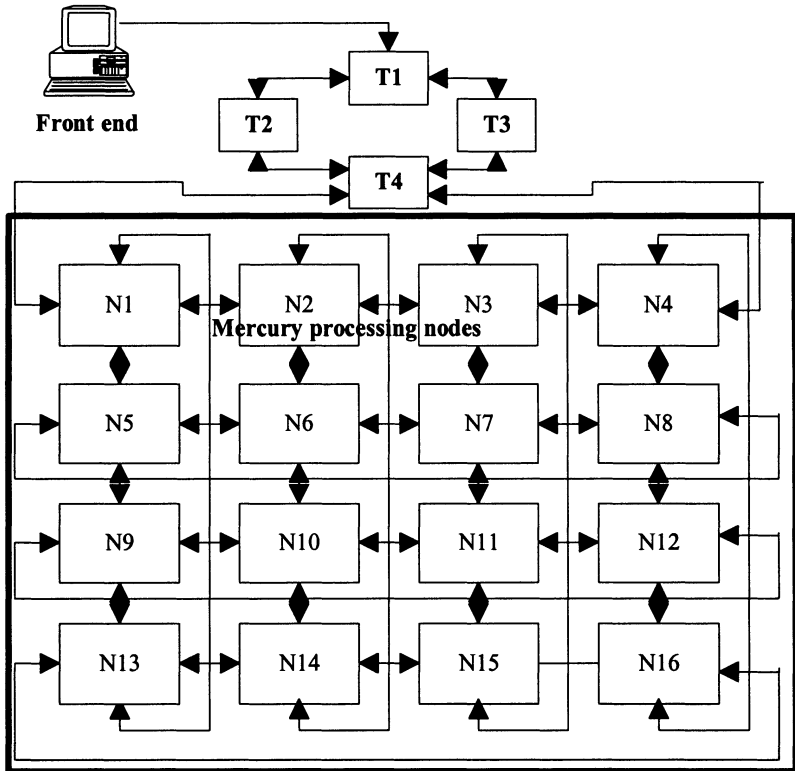 T1
Front end
T2
T3
T4
N1
N2
N3
N4
Mercury processing nodes
N5
N6
N7
N8
N9
N10
N11
N12
N13
N14
N15
N16